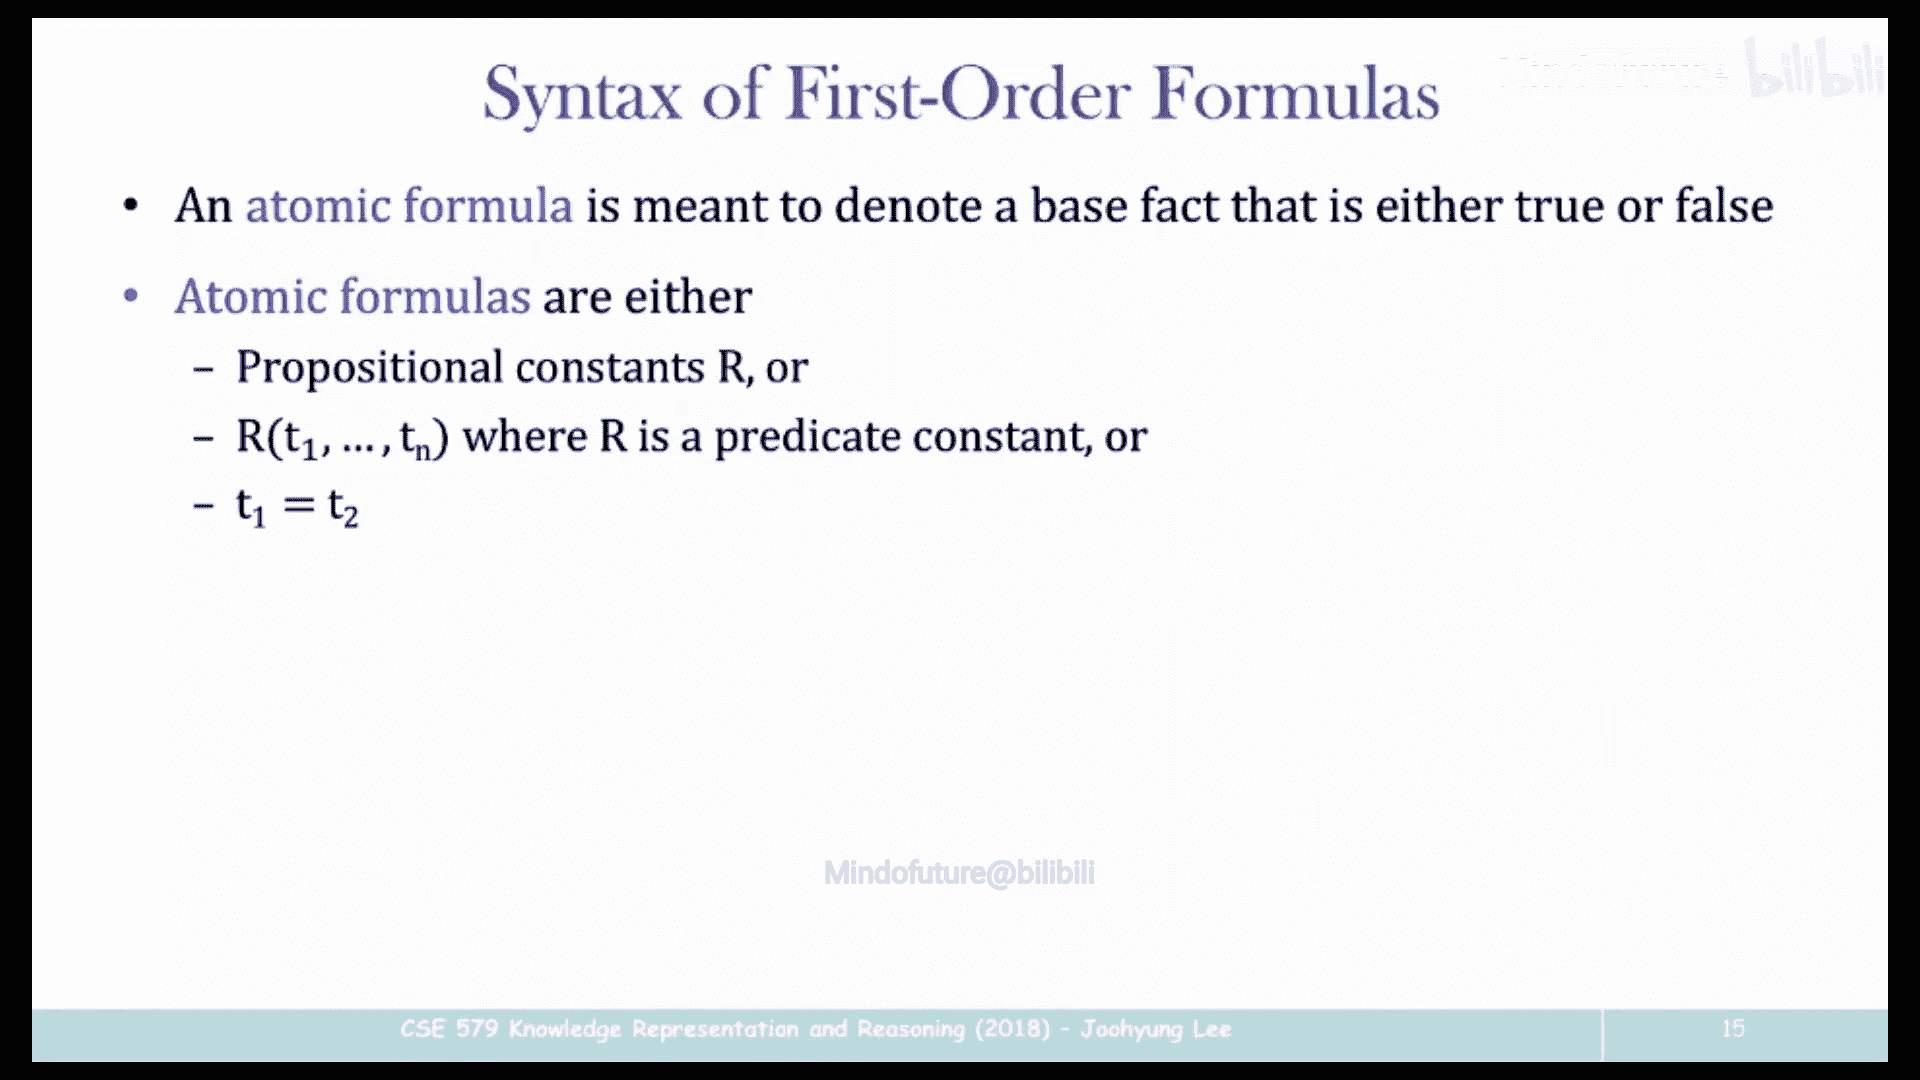 Syntax of First-Order Formulas
bilibili
• An atomic formula is meant to denote a base fact that is either true or false
• Atomic formulas are either
– Propositional constants R, or
– R(t₁, …, tₙ) where R is a predicate constant, or
– t₁ = t₂
Mindofuture@bilibili
CSE 579 Knowledge Representation and Reasoning (2018) - Joohyung Lee
15